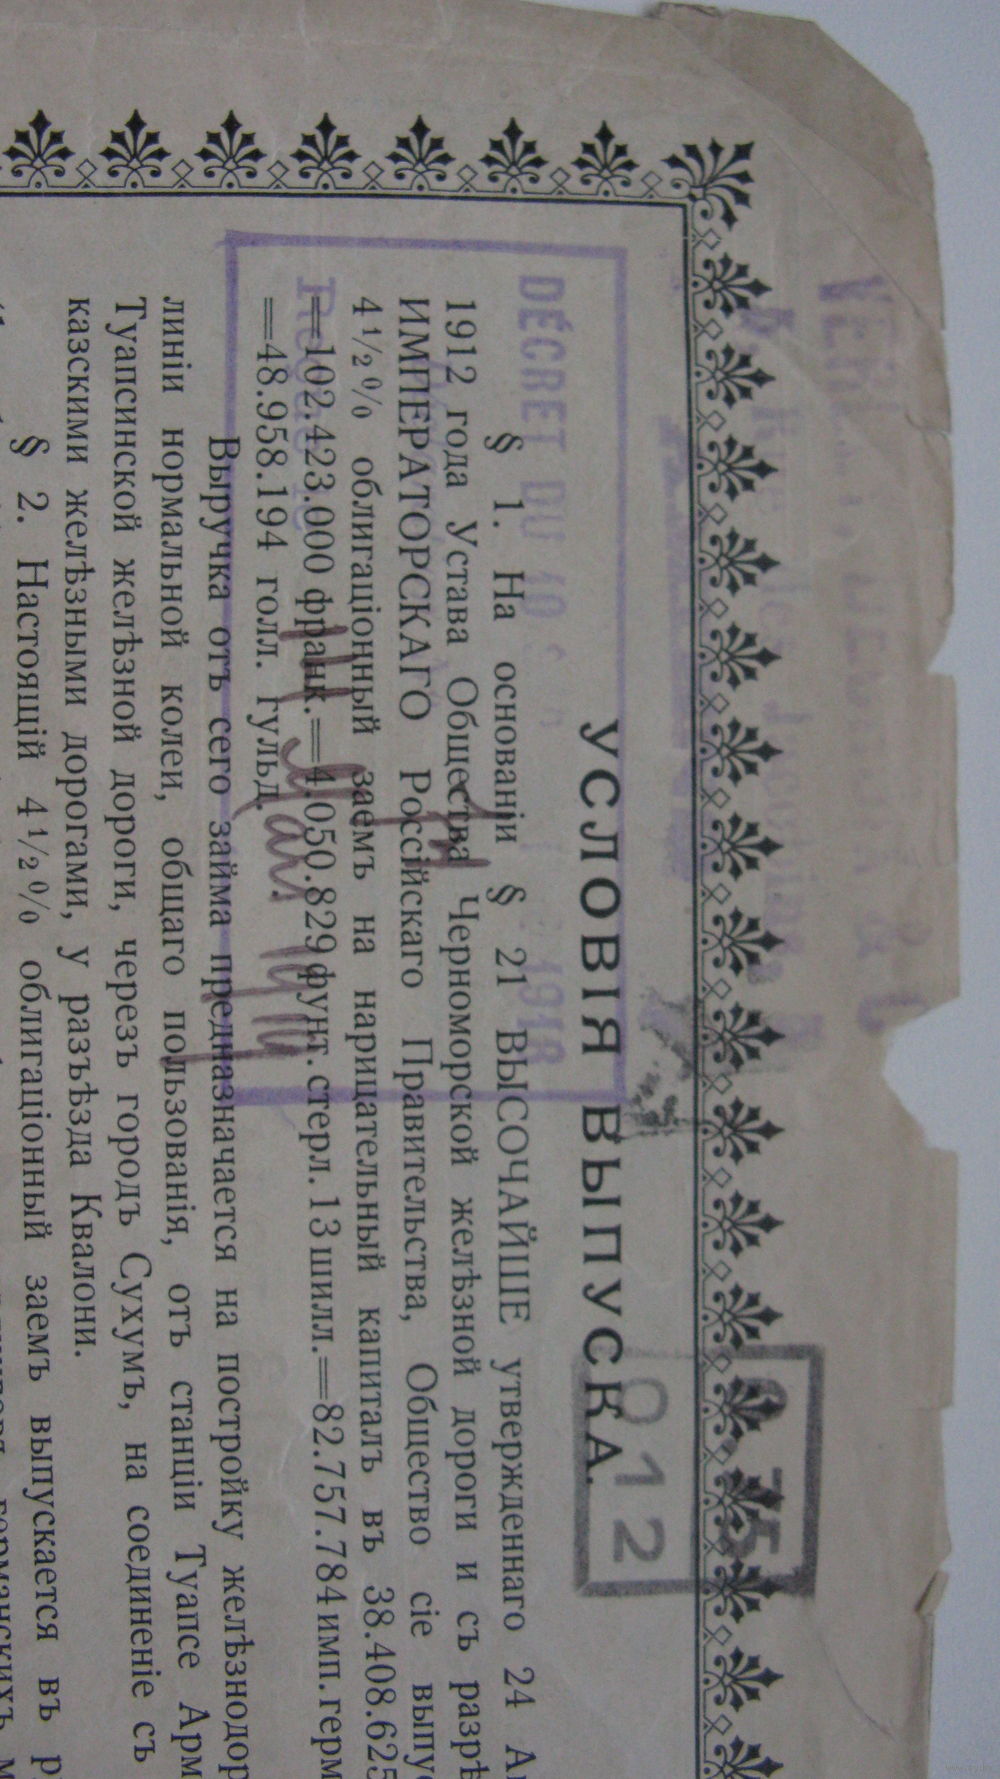 УСЛОВІЯ ВЫПУСКА.
§ 1. На основаніи § 21 ВЫСОЧАЙШЕ утвержденнаго 24
1912 года Устава Общества Черноморской желѣзной дороги и съ разрѣ
ИМПЕРАТОРСКАГО Россійскаго Правительства, Общество сіе выпус
4½% облигаціонный заемъ на нарицательный капиталъ въ 38.408.625
=102.423.000 франк.=4.050.829 фунт. стерл. 13 шилл.=82.757.784 имп. герм
=48.958.194 голл. гульд.
Выручка отъ сего займа предназначается на постройку желѣзнодор
линіи нормальной колеи, общаго пользованія, отъ станціи Туапсе Арм
Туапсинской желѣзной дороги, черезъ городъ Сухумъ, на соединеніе съ
казскими желѣзными дорогами, у разъѣзда Квалони.
§ 2. Настоящій 4½% облигаціонный заемъ выпускается въ
германскихъ
DÉCRET DU 10 1918
012
75